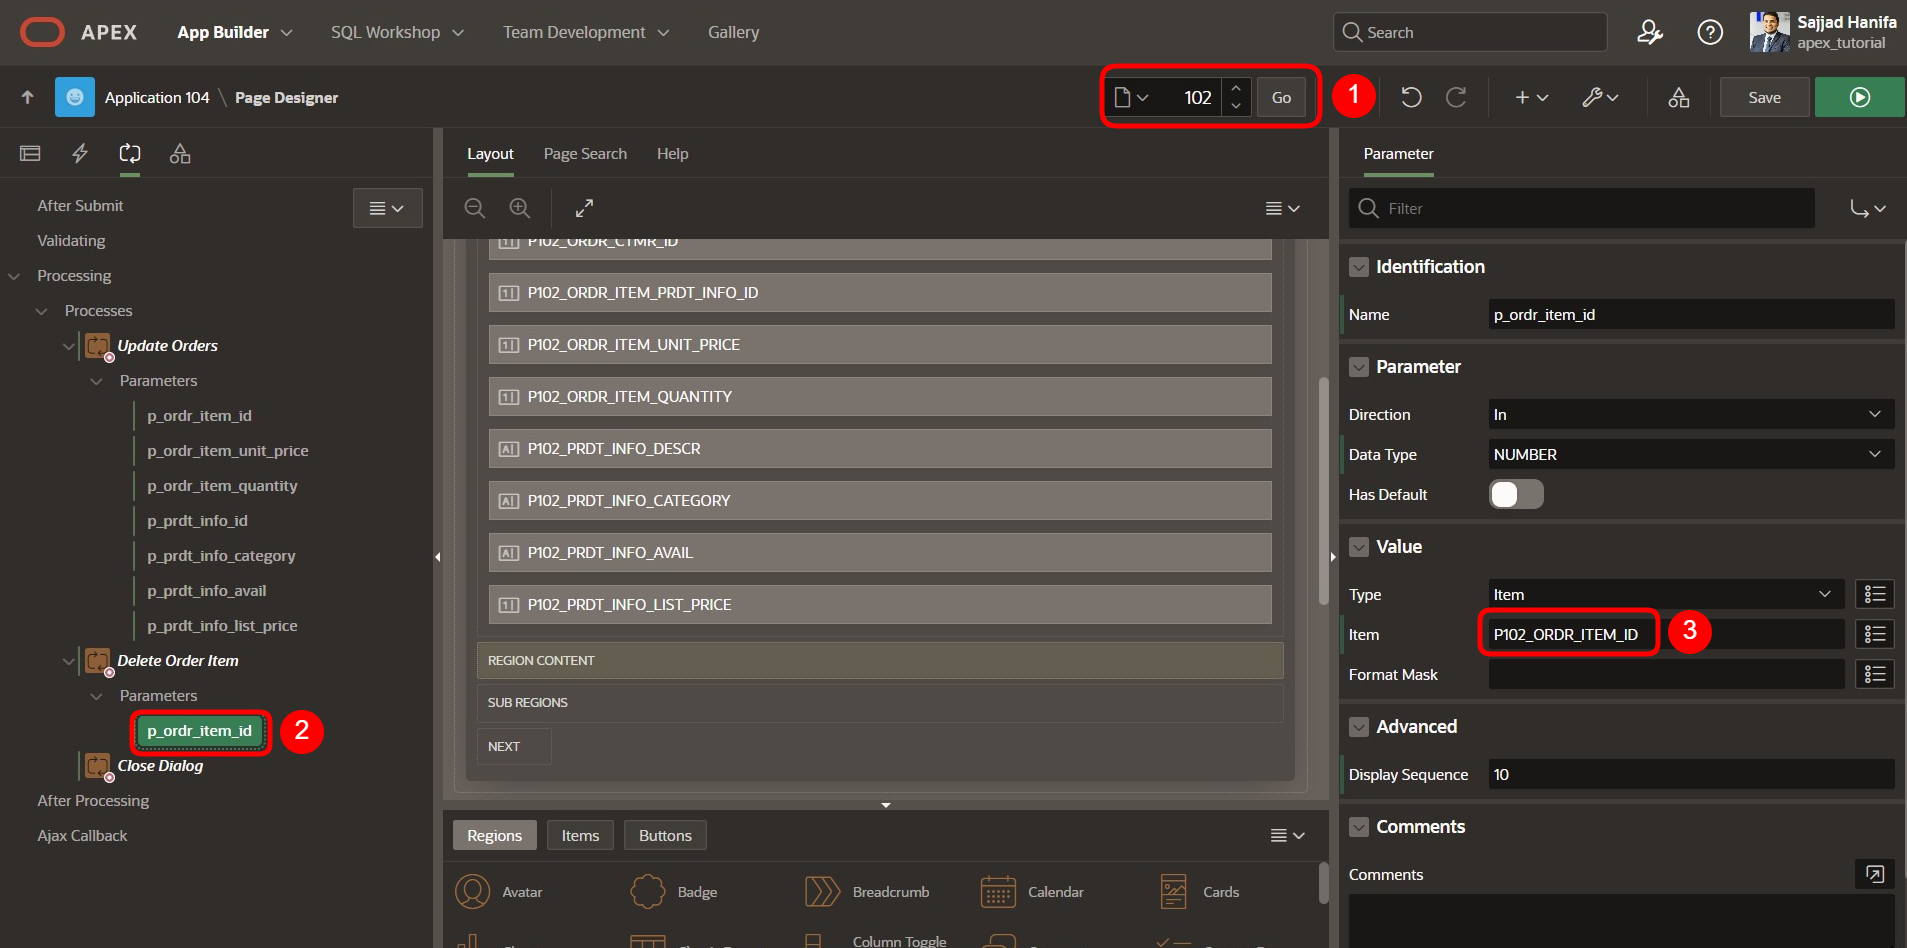 APEX
App Builder
SQL Workshop
Team Development
Gallery
Search
Sajjad Hanifa
apex_tutorial
Application 104 \ Page Designer
102
Go
1
Save
Layout
Page Search
Help
Parameter
After Submit
Validating
Processing
Processes
Update Orders
Parameters
p_ordr_item_id
p_ordr_item_unit_price
p_ordr_item_quantity
p_prdt_info_id
p_prdt_info_category
p_prdt_info_avail
p_prdt_info_list_price
Delete Order Item
Parameters
p_ordr_item_id
2
Close Dialog
After Processing
Ajax Callback
P102_ORDR_CTMR_ID
P102_ORDR_ITEM_PRDT_INFO_ID
P102_ORDR_ITEM_UNIT_PRICE
P102_ORDR_ITEM_QUANTITY
P102_PRDT_INFO_DESCR
P102_PRDT_INFO_CATEGORY
P102_PRDT_INFO_AVAIL
P102_PRDT_INFO_LIST_PRICE
REGION CONTENT
SUB REGIONS
NEXT
Regions
Items
Buttons
Avatar
Badge
Breadcrumb
Calendar
Cards
Column Toggle
Filter
Identification
Name
p_ordr_item_id
Parameter
Direction
In
Data Type
NUMBER
Has Default
Value
Type
Item
Item
P102_ORDR_ITEM_ID
3
Format Mask
Advanced
Display Sequence
10
Comments
Comments